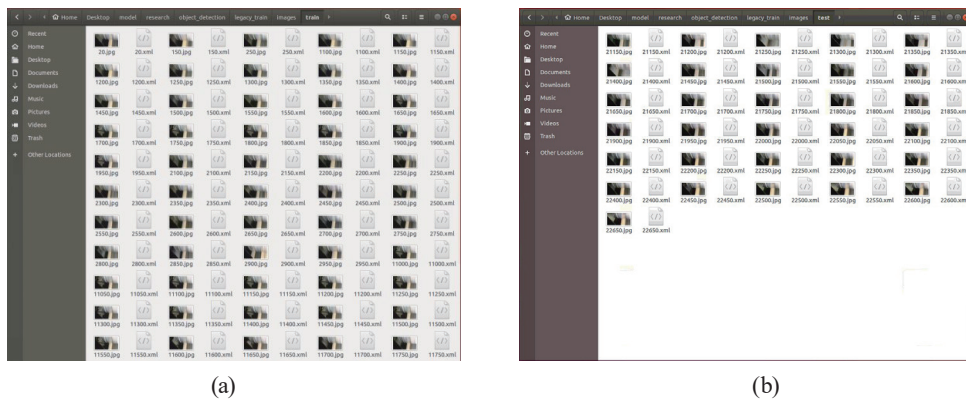 Home Desktop model research object_detection legacy_train images train
Recent
Home
Desktop
Documents
Downloads
Music
Pictures
Videos
Trash
Other Locations
20.jpg 20.xml 150.jpg 150.xml 250.jpg 250.xml 1100.jpg 1100.xml 1150.jpg 1150.xml
1200.jpg 1200.xml 1250.jpg 1250.xml 1300.jpg 1300.xml 1350.jpg 1350.xml 1400.jpg 1400.xml
1450.jpg 1450.xml 1500.jpg 1500.xml 1550.jpg 1550.xml 1600.jpg 1600.xml 1650.jpg 1650.xml
1700.jpg 1700.xml 1750.jpg 1750.xml 1800.jpg 1800.xml 1850.jpg 1850.xml 1900.jpg 1900.xml
1950.jpg 1950.xml 2100.jpg 2100.xml 2150.jpg 2150.xml 2200.jpg 2200.xml 2250.jpg 2250.xml
2300.jpg 2300.xml 2350.jpg 2350.xml 2400.jpg 2400.xml 2450.jpg 2450.xml 2500.jpg 2500.xml
2550.jpg 2550.xml 2600.jpg 2600.xml 2650.jpg 2650.xml 2700.jpg 2700.xml 2750.jpg 2750.xml
2800.jpg 2800.xml 2850.jpg 2850.xml 2900.jpg 2900.xml 2950.jpg 2950.xml 11000.jpg 11000.xml
11050.jpg 11050.xml 11100.jpg 11100.xml 11150.jpg 11150.xml 11200.jpg 11200.xml 11250.jpg 11250.xml
11300.jpg 11300.xml 11350.jpg 11350.xml 11400.jpg 11400.xml 11450.jpg 11450.xml 11500.jpg 11500.xml
11550.jpg 11550.xml 11600.jpg 11600.xml 11650.jpg 11650.xml 11700.jpg 11700.xml 11750.jpg 11750.xml
(a)
Home Desktop model research object_detection legacy_train images test
Recent
Home
Desktop
Documents
Downloads
Music
Pictures
Videos
Trash
Other Locations
21150.jpg 21150.xml 21200.jpg 21200.xml 21250.jpg 21250.xml 21300.jpg 21300.xml 21350.jpg 21350.xml
21400.jpg 21400.xml 21450.jpg 21450.xml 21500.jpg 21500.xml 21550.jpg 21550.xml 21600.jpg 21600.xml
21650.jpg 21650.xml 21700.jpg 21700.xml 21750.jpg 21750.xml 21800.jpg 21800.xml 21850.jpg 21850.xml
21900.jpg 21900.xml 21950.jpg 21950.xml 22000.jpg 22000.xml 22050.jpg 22050.xml 22100.jpg 22100.xml
22150.jpg 22150.xml 22200.jpg 22200.xml 22250.jpg 22250.xml 22300.jpg 22300.xml 22350.jpg 22350.xml
22400.jpg 22400.xml 22450.jpg 22450.xml 22500.jpg 22500.xml 22550.jpg 22550.xml 22600.jpg 22600.xml
22650.jpg 22650.xml
(b)